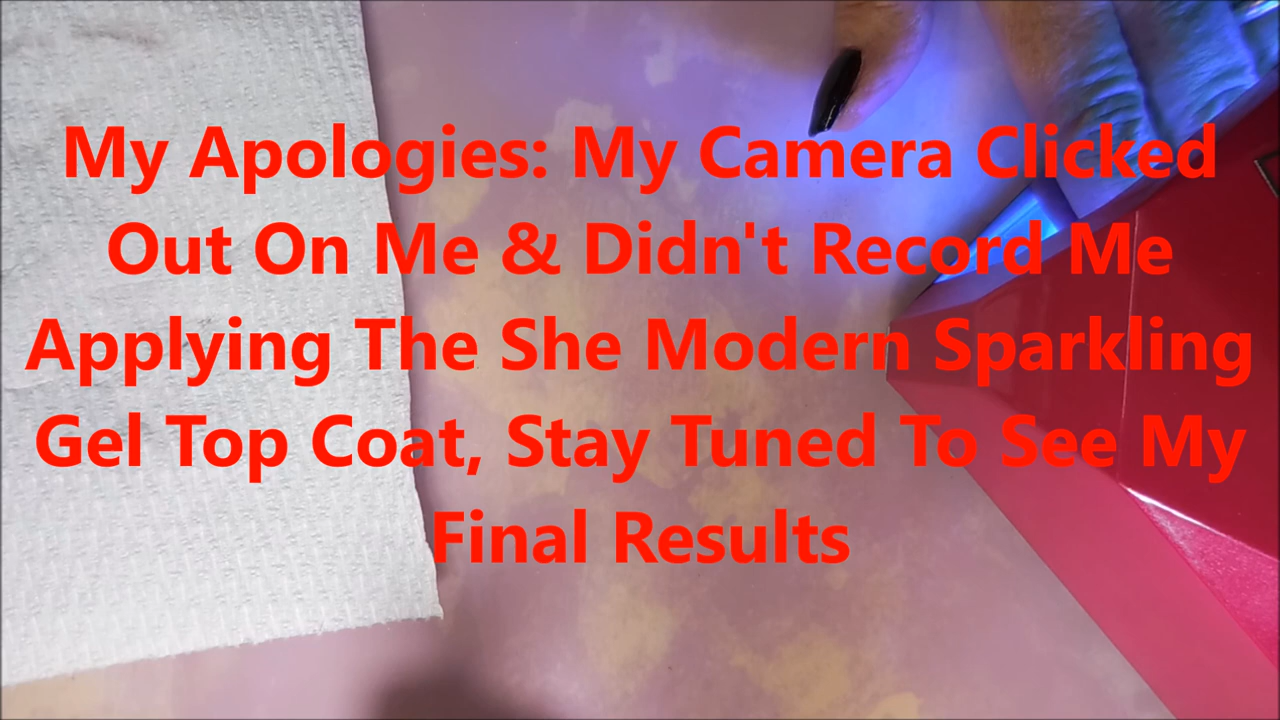 My Apologies: My Camera Clicked
Out On Me & Didn't Record Me
Applying The She Modern Sparkling
Gel Top Coat, Stay Tuned To See My
Final Results